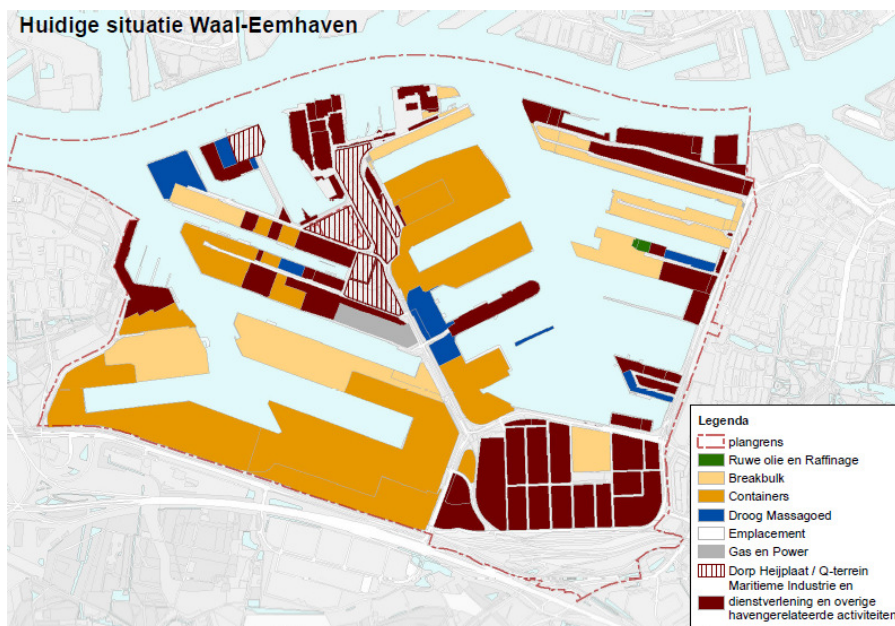 Huidige situatie Waal-Eemhaven
Legenda
plangrens
Ruwe olie en Raffinage
Breakbulk
Containers
Droog Massagoed
Emplacement
Gas en Power
Dorp Heijplaat / Q-terrein
Maritieme Industrie en
dienstverlening en overige
havengerelateerde activiteiten